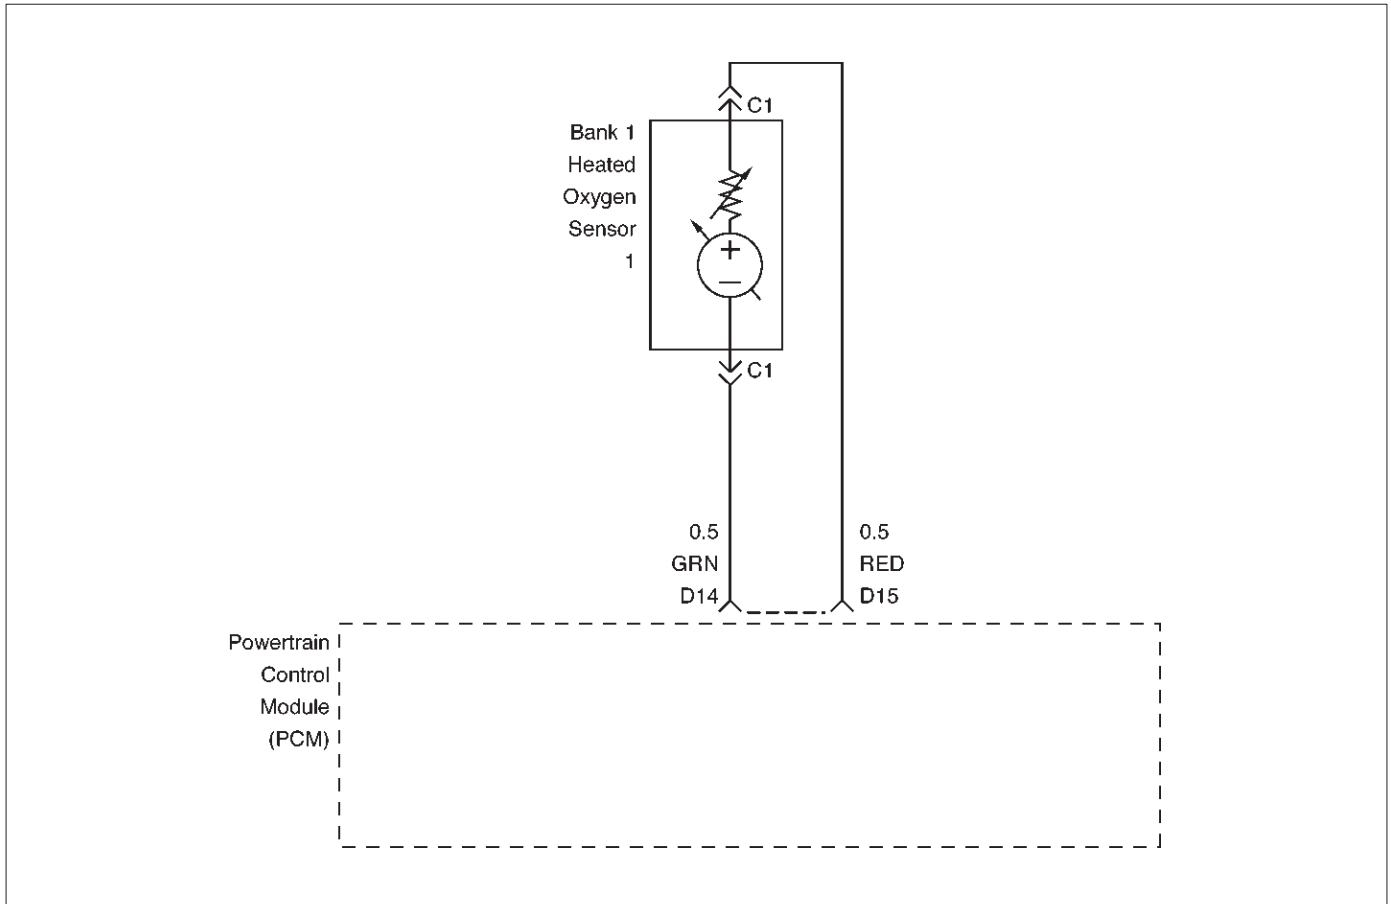 C1
Bank 1
Heated
Oxygen
Sensor
1
+
–
C1
0.5
GRN
D14
0.5
RED
D15
Powertrain
Control
Module
(PCM)